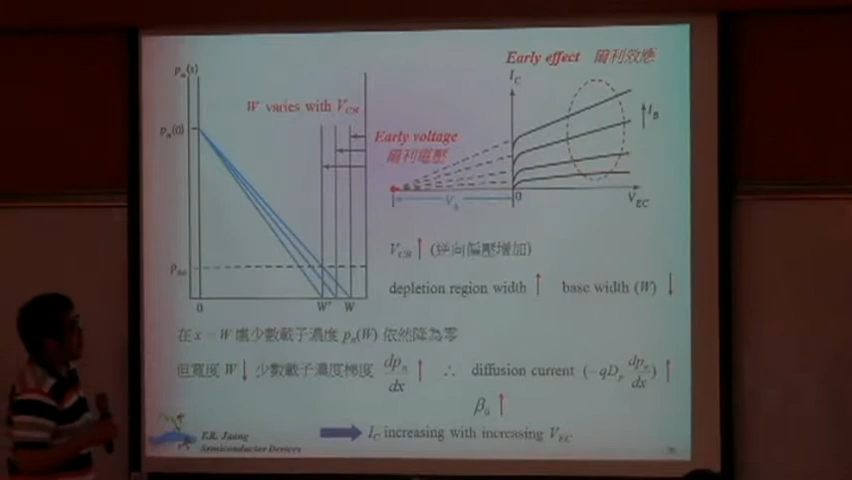 Early effect 爾利效應
pn(x)
IC
W varies with VCB
IB
pn(0)
Early voltage
爾利電壓
0
VEC
VA
VCB ↑ (逆向偏壓增加)
pno
depletion region width ↑ base width (W) ↓
0 W' W
在 x = W 處少數載子濃度 pn(W) 依然降為零
但寬度 W ↓ 少數載子濃度梯度 dpn/dx ↑ ∴ diffusion current (−qDp dpn/dx) ↑
β0 ↑
IC increasing with increasing VEC
F.R. Juang
Semiconductor Devices